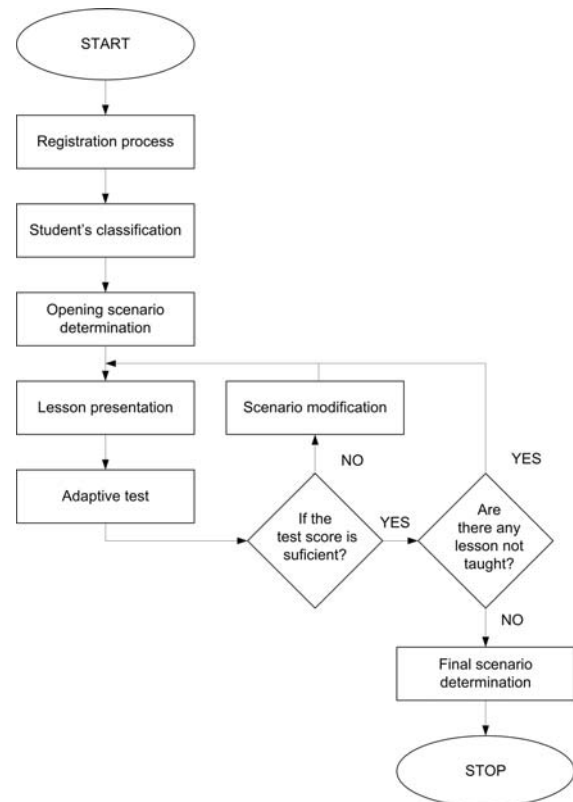 START
Registration process
Student's classification
Opening scenario
determination
Lesson presentation
Scenario modification
Adaptive test
NO
YES
If the
test score is
suficient?
YES
Are
there any
lesson not
taught?
NO
Final scenario
determination
STOP